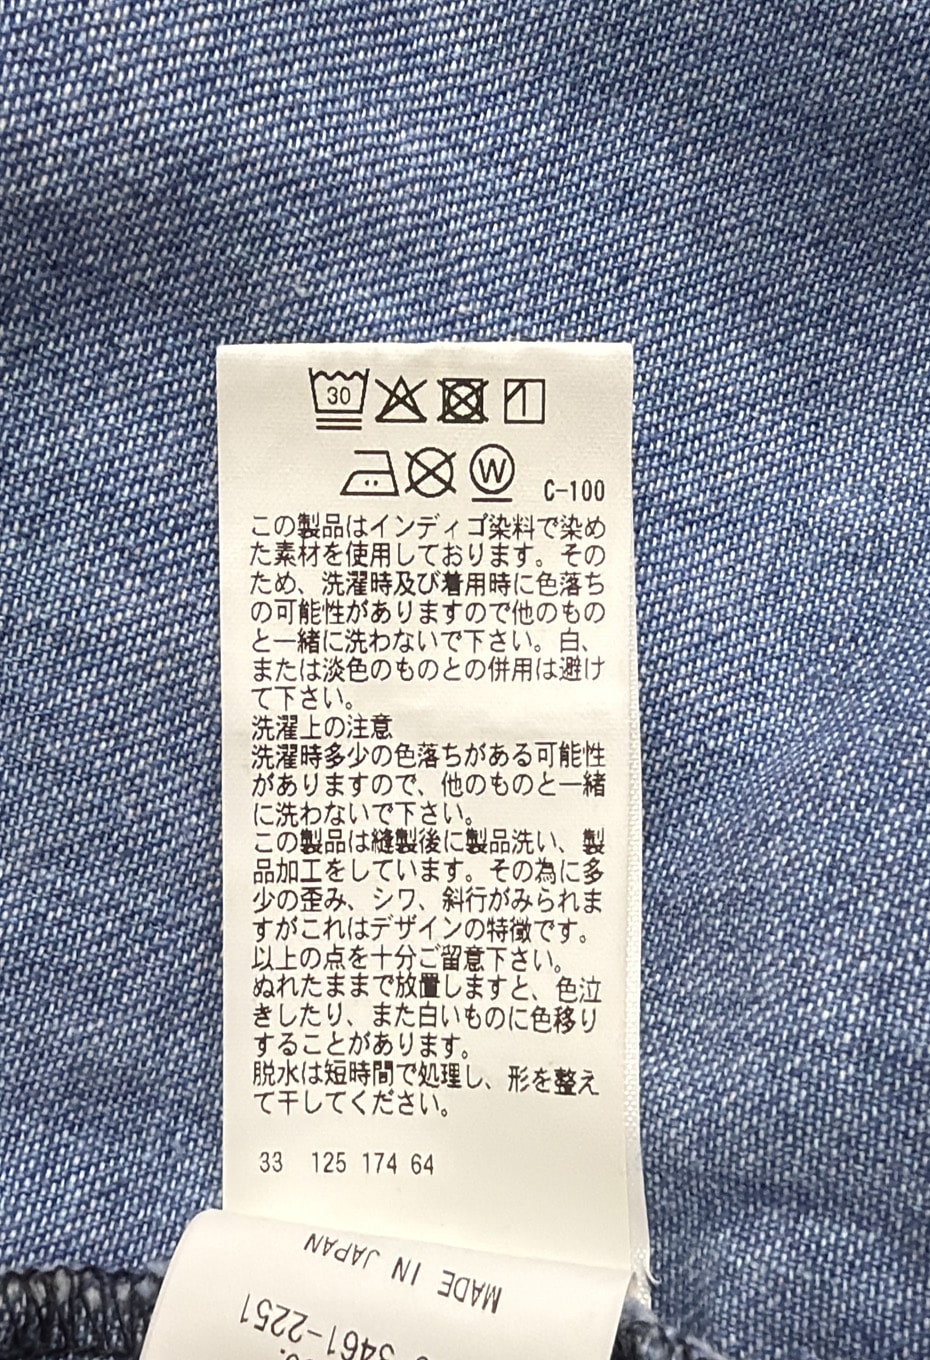 30
W
C-100
この製品はインディゴ染料で染め
た素材を使用しております。その
ため、洗濯時及び着用時に色落ち
の可能性がありますので他のもの
と一緒に洗わないで下さい。白、
または淡色のものとの併用は避け
て下さい。
洗濯上の注意
洗濯時多少の色落ちがある可能性
がありますので、他のものと一緒
に洗わないで下さい。
この製品は縫製後に製品洗い、製
品加工をしています。その為に多
少の歪み、シワ、斜行がみられま
すがこれはデザインの特徴です。
以上の点を十分ご留意下さい。
ぬれたままで放置しますと、色泣
きしたり、また白いものに色移り
することがあります。
脱水は短時間で処理し、形を整え
て干してください。
33 125 174 64
MADE IN JAPAN
3461-2251